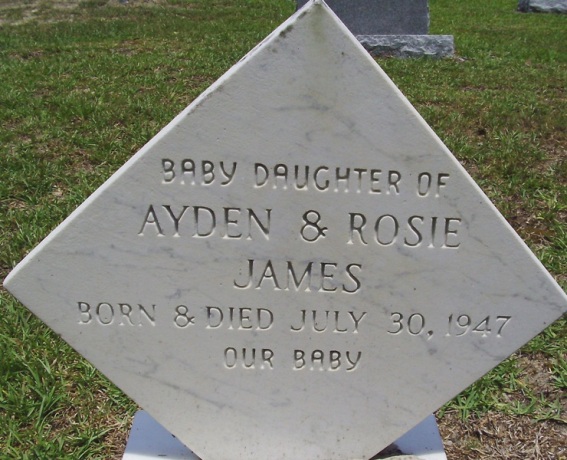 BABY DAUGHTER OF
AYDEN & ROSIE
JAMES
BORN & DIED JULY 30, 1947
OUR BABY